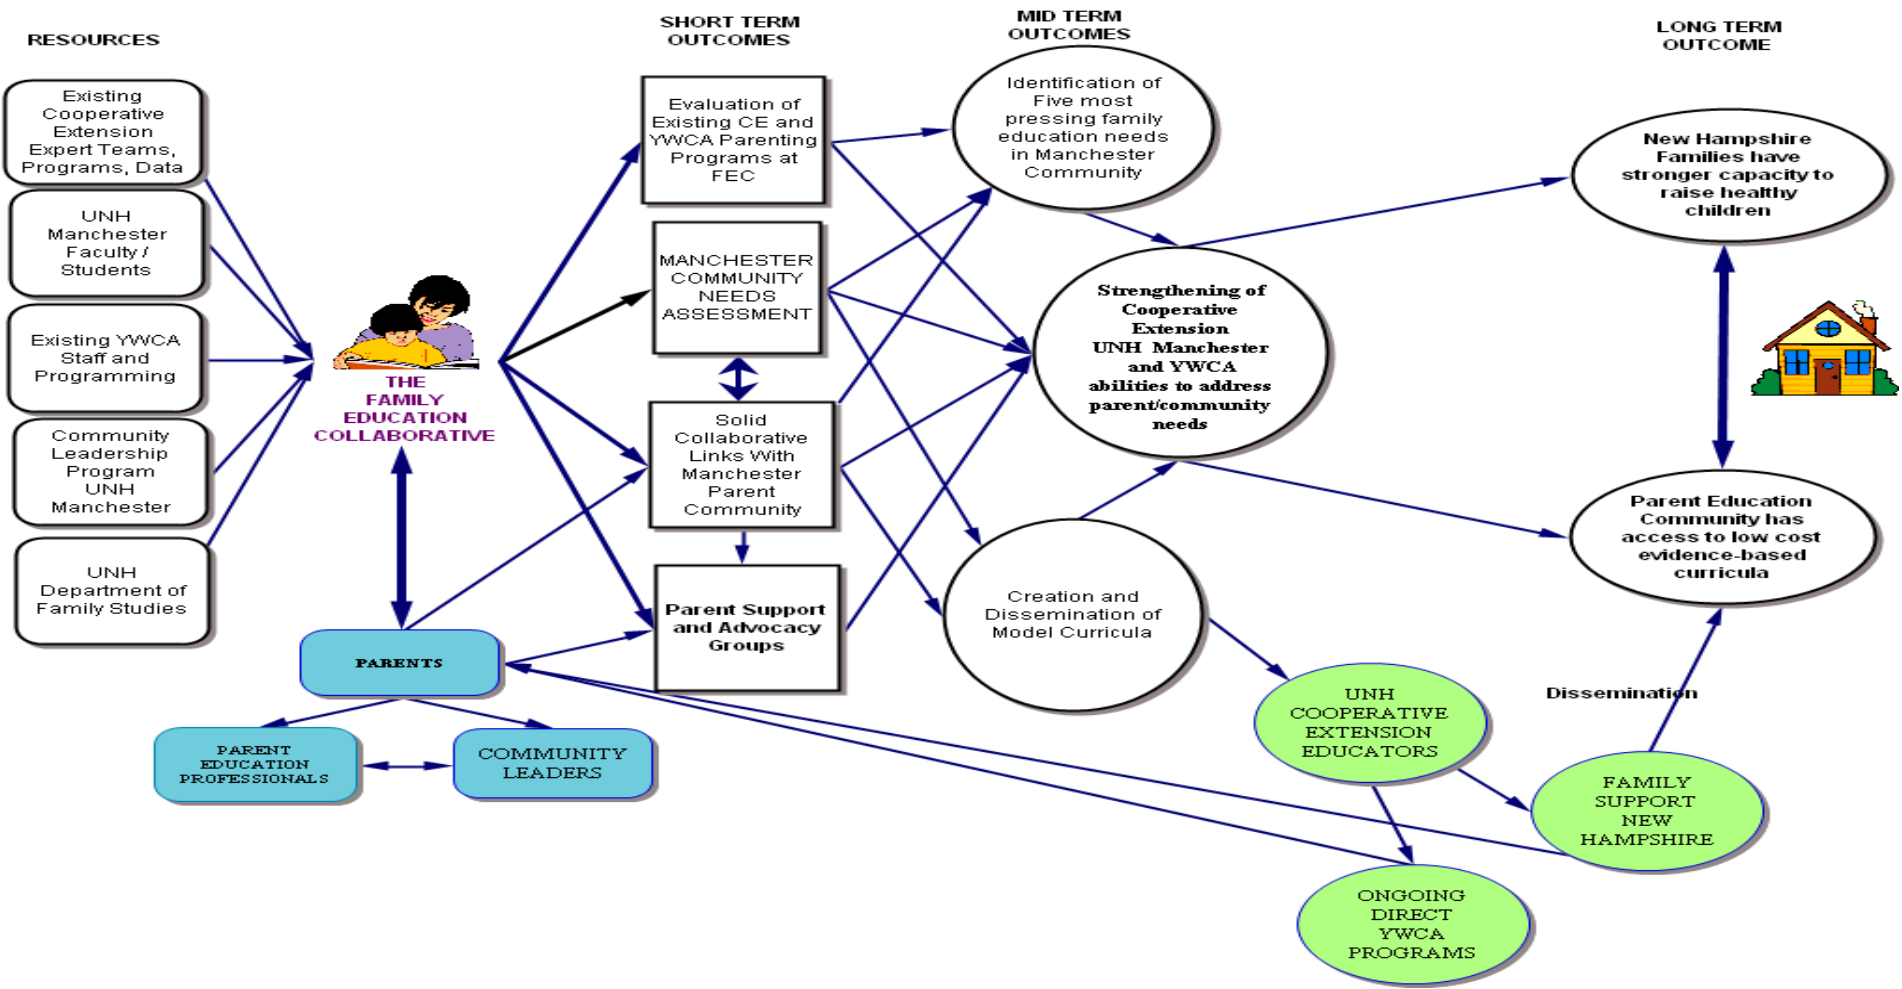 RESOURCES
Existing
Cooperative
Extension
Expert Teams,
Programs, Data
UNH
Manchester
Faculty /
Students
Existing YWCA
Staff and
Programming
Community
Leadership
Program
UNH
Manchester
UNH
Department of
Family Studies
THE
FAMILY
EDUCATION
COLLABORATIVE
PARENTS
PARENT
EDUCATION
PROFESSIONALS
COMMUNITY
LEADERS
SHORT TERM
OUTCOMES
Evaluation of
Existing CE and
YWCA Parenting
Programs at
FEC
MANCHESTER
COMMUNITY
NEEDS
ASSESSMENT
Solid
Collaborative
Links With
Manchester
Parent
Community
Parent Support
and Advocacy
Groups
MID TERM
OUTCOMES
Identification of
Five most
pressing family
education needs
in Manchester
Community
Strengthening of
Cooperative
Extension
UNH Manchester
and YWCA
abilities to address
parent/community
needs
Creation and
Dissemination of
Model Curricula
UNH
COOPERATIVE
EXTENSION
EDUCATORS
ONGOING
DIRECT
YWCA
PROGRAMS
LONG TERM
OUTCOME
New Hampshire
Families have
stronger capacity to
raise healthy
children
Parent Education
Community has
access to low cost
evidence-based
curricula
Dissemination
FAMILY
SUPPORT
NEW
HAMPSHIRE